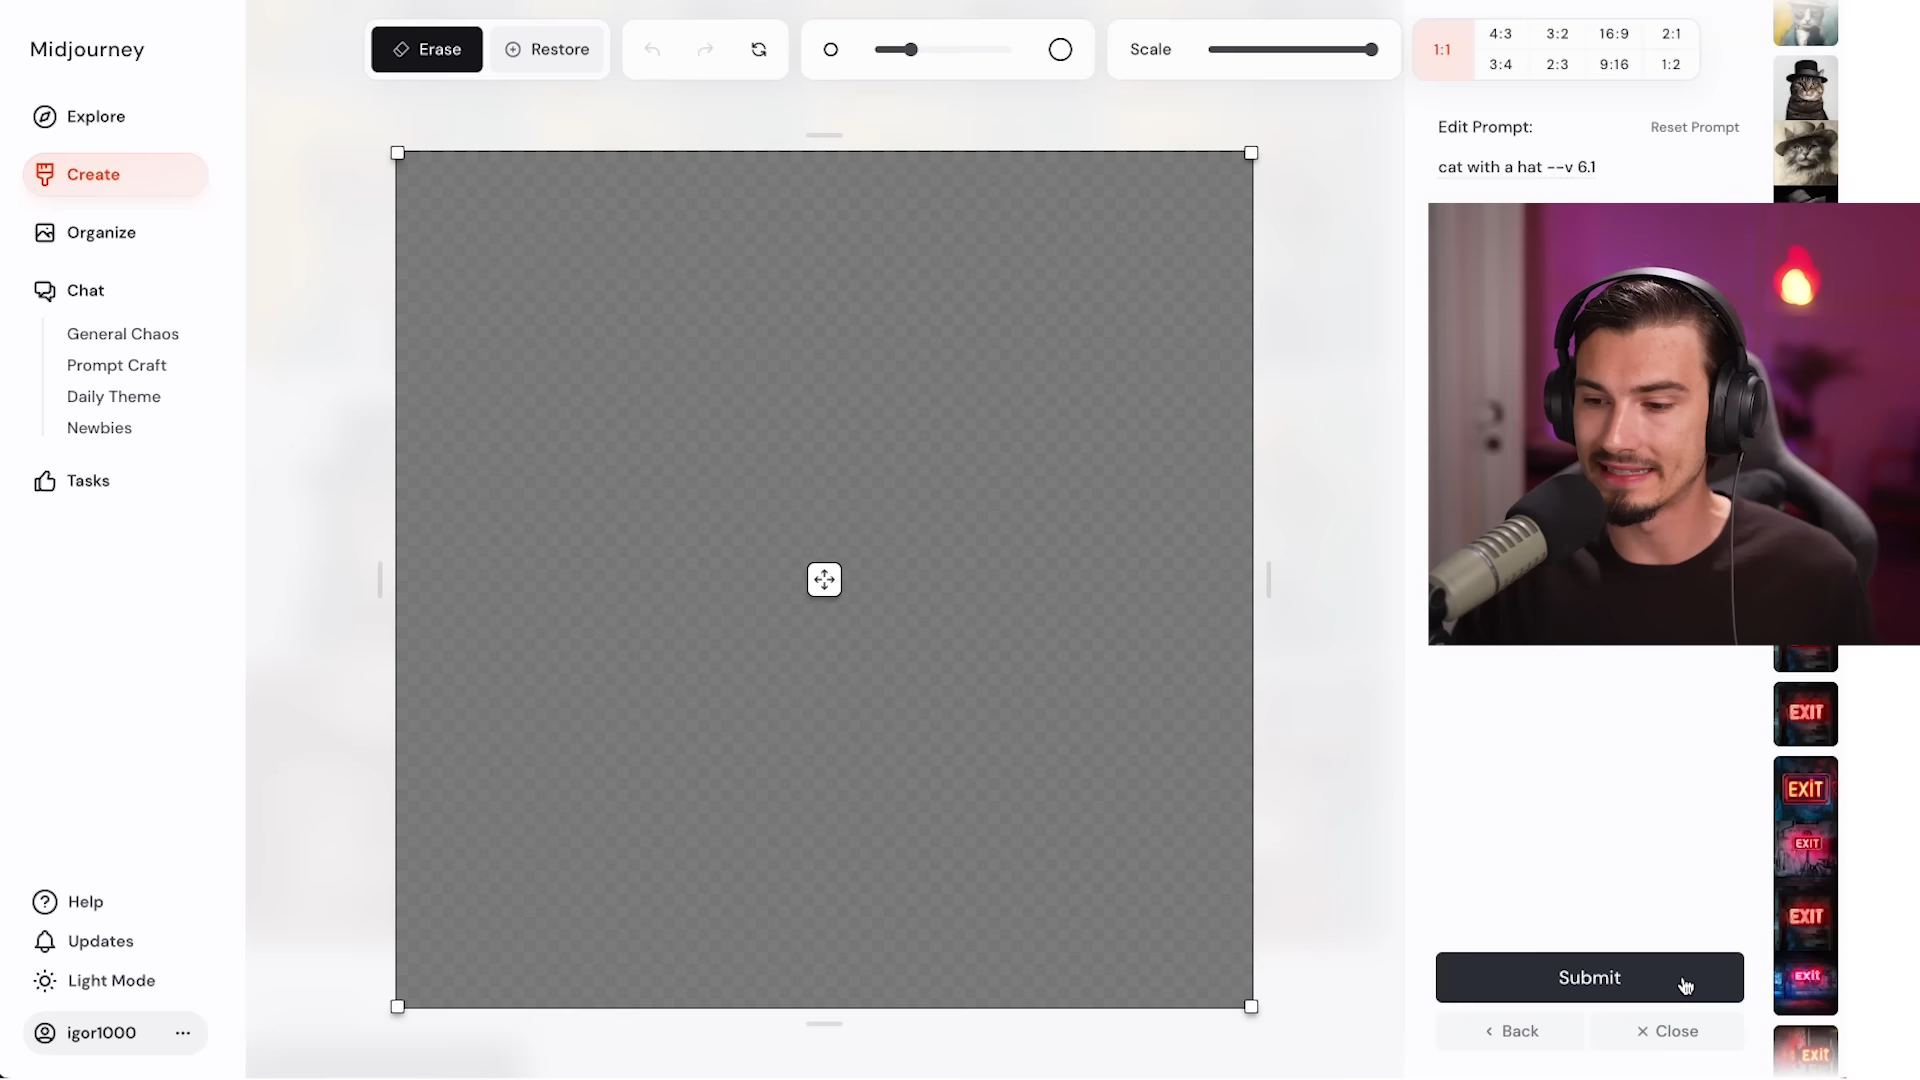 Midjourney
Explore
Create
Organize
Chat
General Chaos
Prompt Craft
Daily Theme
Newbies
Tasks
Help
Updates
Light Mode
igor1000
Erase
Restore
Scale
1:1
4:3 3:2 16:9 2:1
3:4 2:3 9:16 1:2
Edit Prompt:
Reset Prompt
cat with a hat --v 6.1
Submit
Back
Close
EXIT
EXİT
EXIT
EXIT
EXit
EXit